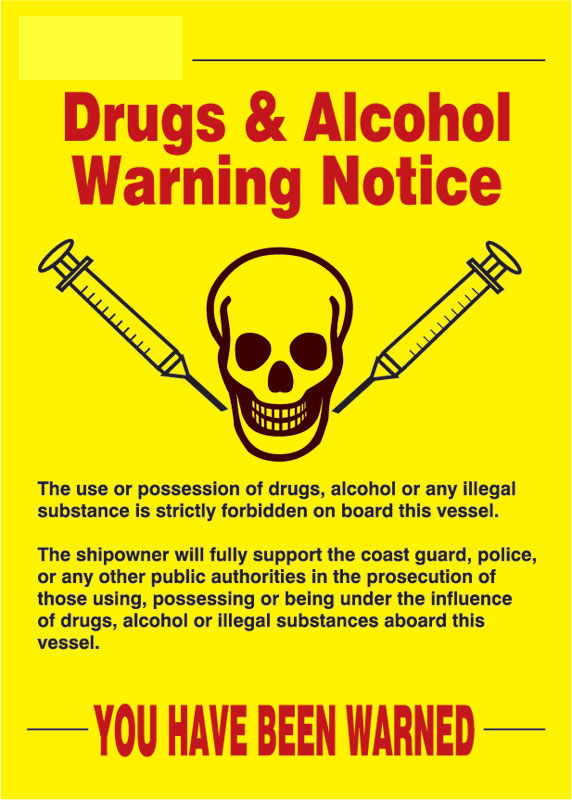 Drugs & Alcohol
Warning Notice
The use or possession of drugs, alcohol or any illegal
substance is strictly forbidden on board this vessel.
The shipowner will fully support the coast guard, police,
or any other public authorities in the prosecution of
those using, possessing or being under the influence
of drugs, alcohol or illegal substances aboard this
vessel.
YOU HAVE BEEN WARNED